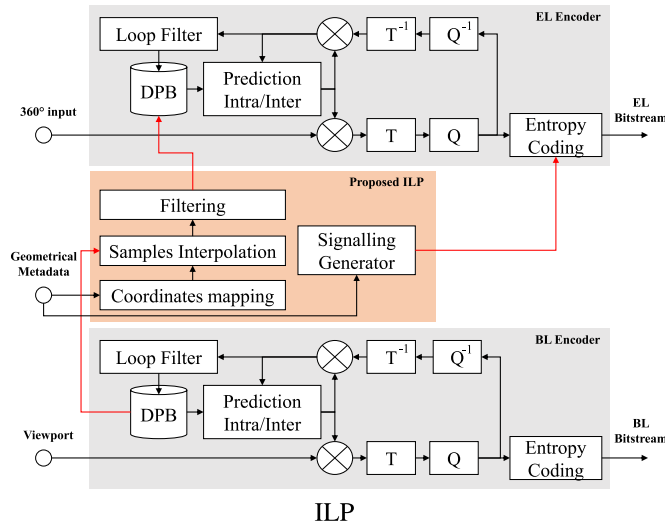 EL Encoder
Loop Filter
T⁻¹
Q⁻¹
DPB
Prediction
Intra/Inter
360° input
EL
Bitstream
T
Q
Entropy
Coding
Proposed ILP
Filtering
Samples Interpolation
Signalling
Generator
Geometrical
Metadata
Coordinates mapping
BL Encoder
Loop Filter
T⁻¹
Q⁻¹
DPB
Prediction
Intra/Inter
Viewport
BL
Bitstream
T
Q
Entropy
Coding
ILP